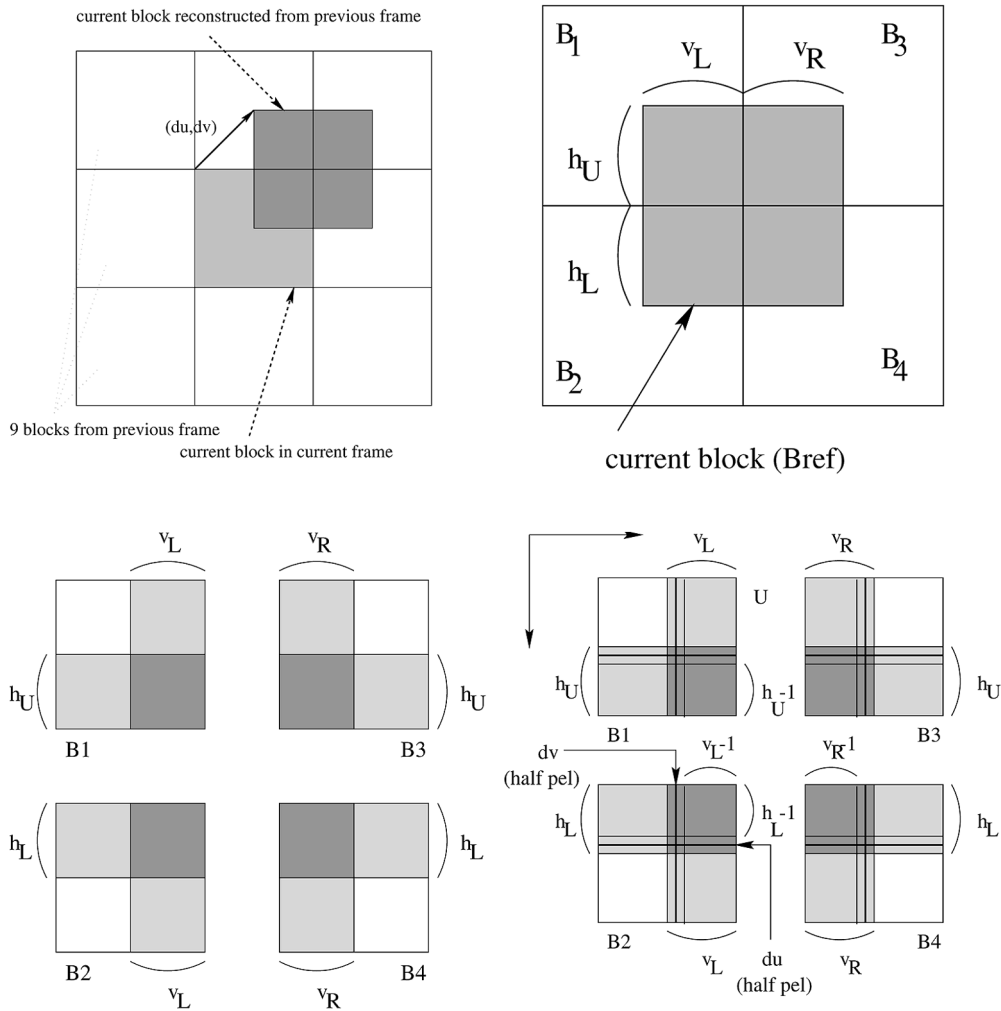 current block reconstructed from previous frame
(du,dv)
9 blocks from previous frame
current block in current frame
B1
B3
vL
vR
hU
hL
B2
B4
current block (Bref)
vL
vR
hU
hU
B1
B3
hL
hL
B2
B4
vL
vR
vL
vR
U
hU
hU-1
hU
B1
B3
dv
(half pel)
vL-1
vR-1
hL
hL-1
hL
B2
B4
vL
vR
du
(half pel)